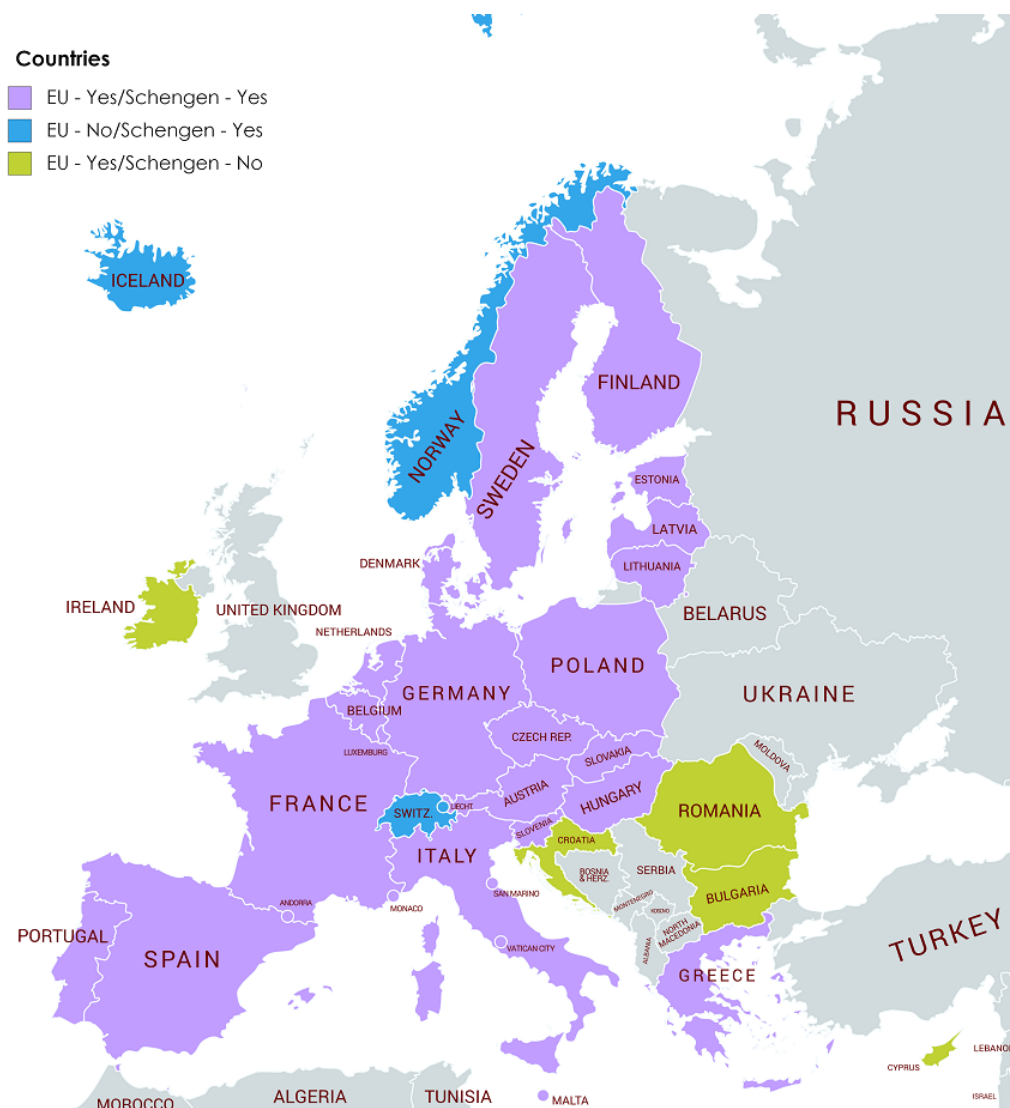 Countries
EU - Yes/Schengen - Yes
EU - No/Schengen - Yes
EU - Yes/Schengen - No
ICELAND
FINLAND
RUSSIA
NORWAY
SWEDEN
ESTONIA
LATVIA
DENMARK
LITHUANIA
IRELAND
UNITED KINGDOM
BELARUS
NETHERLANDS
POLAND
GERMANY
UKRAINE
BELGIUM
CZECH REP.
LUXEMBURG
SLOVAKIA
MOLDOVA
AUSTRIA
HUNGARY
FRANCE
LIECHT.
SWITZ.
ROMANIA
SLOVENIA
CROATIA
ITALY
BOSNIA
& HERZ.
SERBIA
SAN MARINO
BULGARIA
MONTENEGRO
KOSOVO
ANDORRA
MONACO
NORTH
MACEDONIA
PORTUGAL
VATICAN CITY
ALBANIA
TURKEY
SPAIN
GREECE
LEBANO
CYPRUS
MOROCCO
ALGERIA
TUNISIA
MALTA
ISRAEL